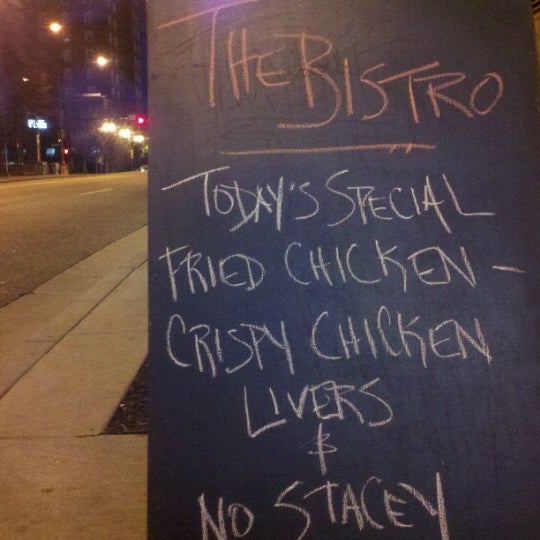 THE BISTRO
TODAY'S SPECIAL
FRIED CHICKEN -
CRISPY CHICKEN
LIVERS
&
NO STACEY